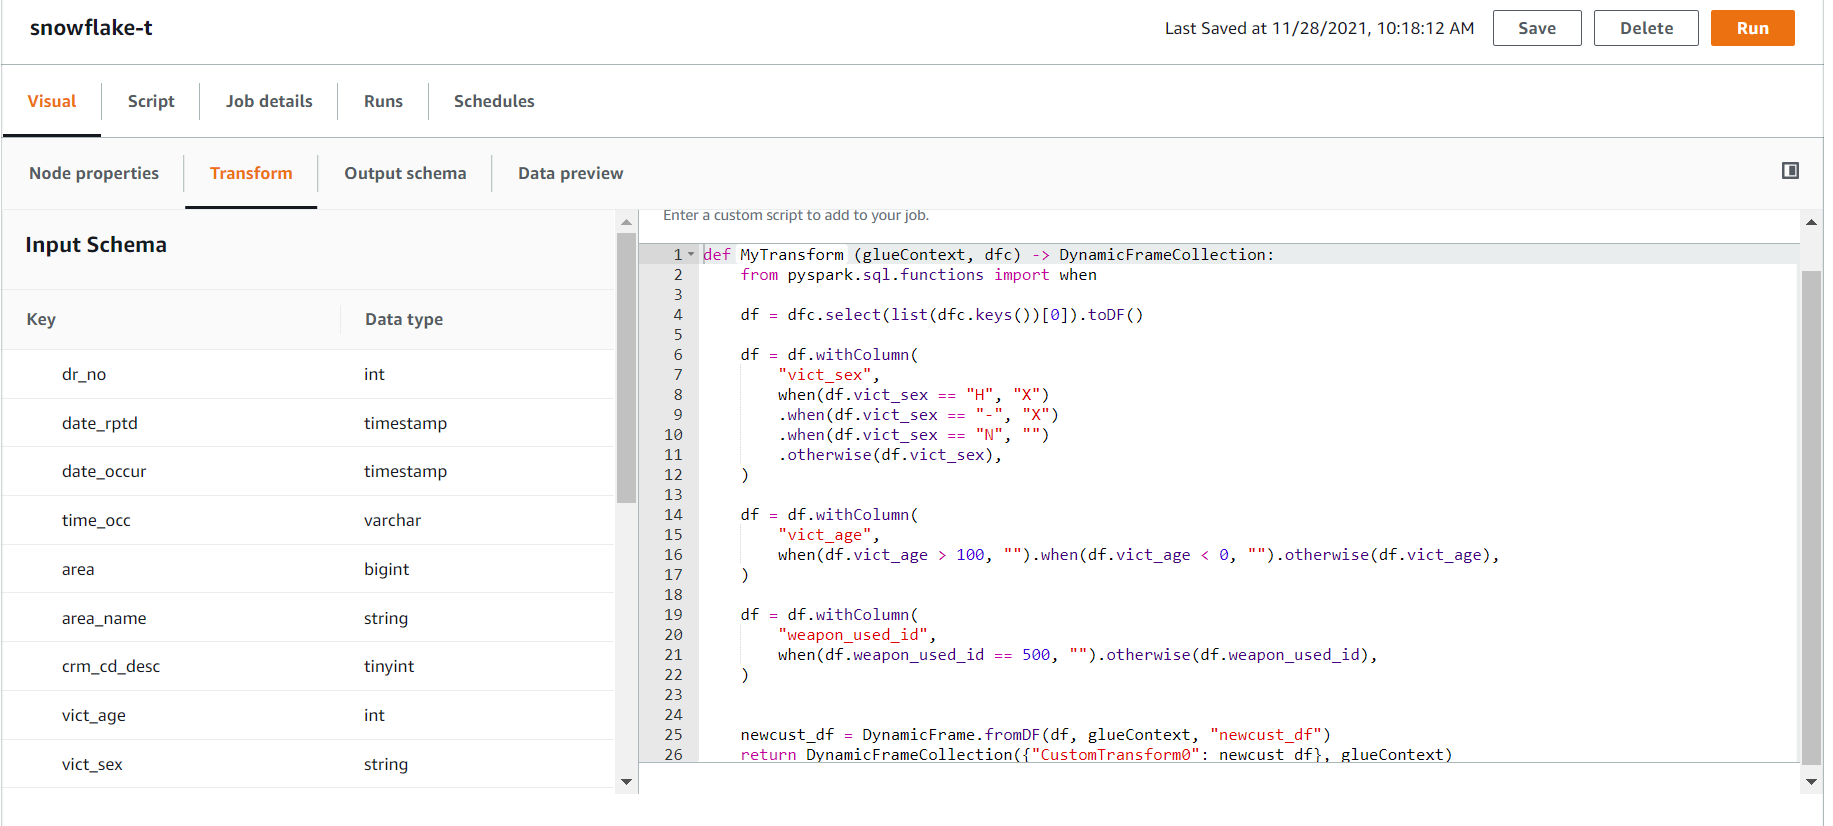 snowflake-t
Last Saved at 11/28/2021, 10:18:12 AM
Save
Delete
Run
Visual
Script
Job details
Runs
Schedules
Node properties
Transform
Output schema
Data preview
Input Schema
Key Data type
dr_no int
date_rptd timestamp
date_occur timestamp
time_occ varchar
area bigint
area_name string
crm_cd_desc tinyint
vict_age int
vict_sex string
Enter a custom script to add to your job.
1 def MyTransform (glueContext, dfc) -> DynamicFrameCollection:
2     from pyspark.sql.functions import when
3
4     df = dfc.select(list(dfc.keys())[0]).toDF()
5
6     df = df.withColumn(
7         "vict_sex",
8         when(df.vict_sex == "H", "X")
9         .when(df.vict_sex == "-", "X")
10         .when(df.vict_sex == "N", "")
11         .otherwise(df.vict_sex),
12     )
13
14     df = df.withColumn(
15         "vict_age",
16         when(df.vict_age > 100, "").when(df.vict_age < 0, "").otherwise(df.vict_age),
17     )
18
19     df = df.withColumn(
20         "weapon_used_id",
21         when(df.weapon_used_id == 500, "").otherwise(df.weapon_used_id),
22     )
23
24
25     newcust_df = DynamicFrame.fromDF(df, glueContext, "newcust_df")
26     return DynamicFrameCollection({"CustomTransform0": newcust_df}, glueContext)